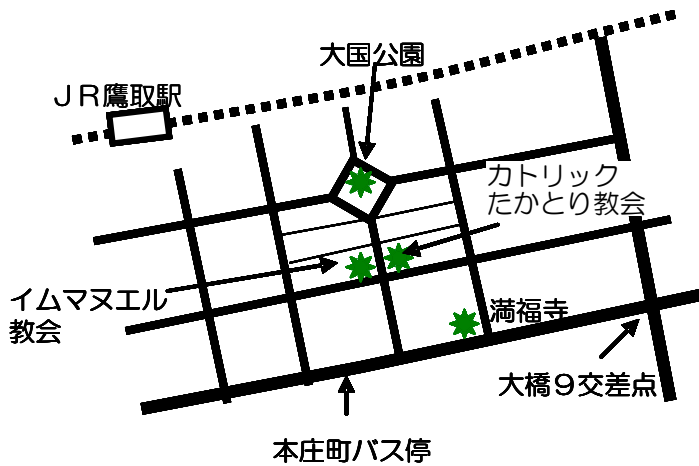 大国公園
ＪＲ鷹取駅
カトリック
たかとり教会
イムマヌエル
教会
満福寺
大橋９交差点
本庄町バス停